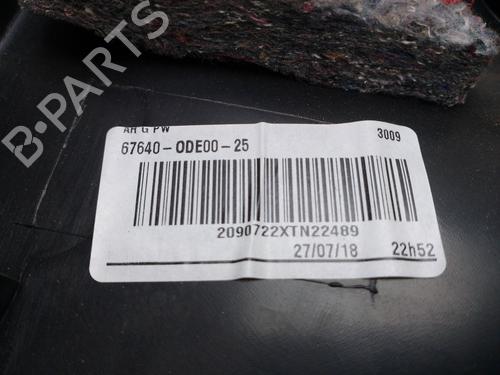 AR G PW
67640-0DE00-25
3009
2090722XTN22489
27/07/18
22h52
B-PARTS